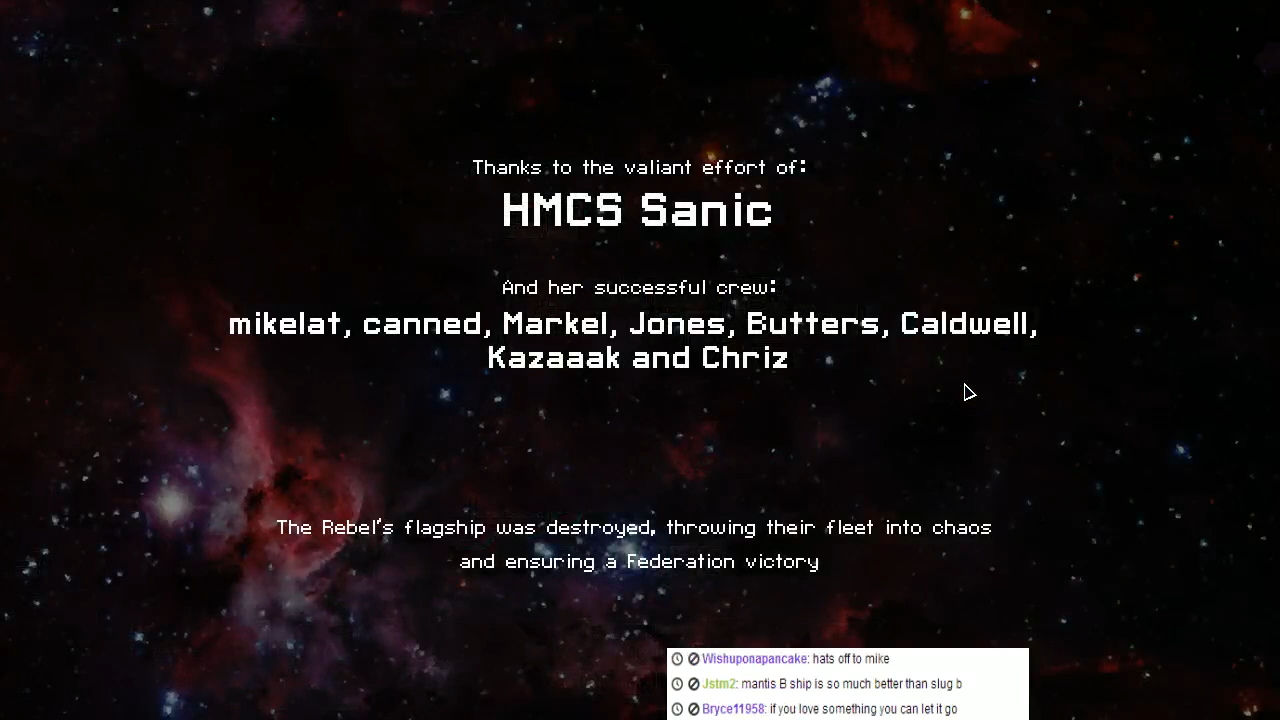 Thanks to the valiant effort of:
HMCS Sanic
And her successful crew:
mikelat, canned, Markel, Jones, Butters, Caldwell,
Kazaaak and Chriz
The Rebel's flagship was destroyed, throwing their fleet into chaos
and ensuring a Federation victory
Wishuponapancake: hats off to mike
Jstm2: mantis B ship is so much better than slug b
Bryce11958: if you love something you can let it go